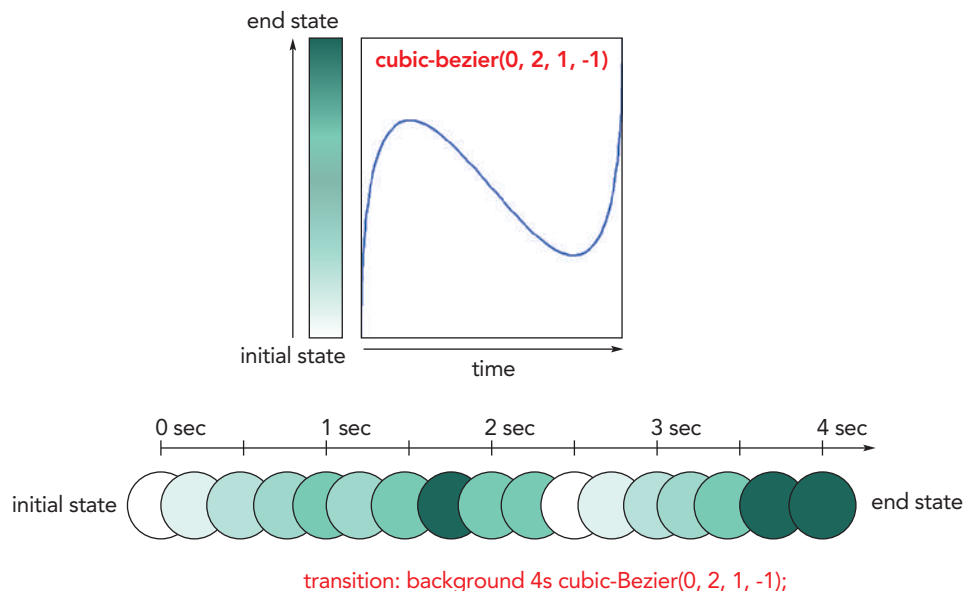 end state
cubic-bezier(0, 2, 1, -1)
initial state
time
0 sec 1 sec 2 sec 3 sec 4 sec
initial state
end state
transition: background 4s cubic-Bezier(0, 2, 1, -1);